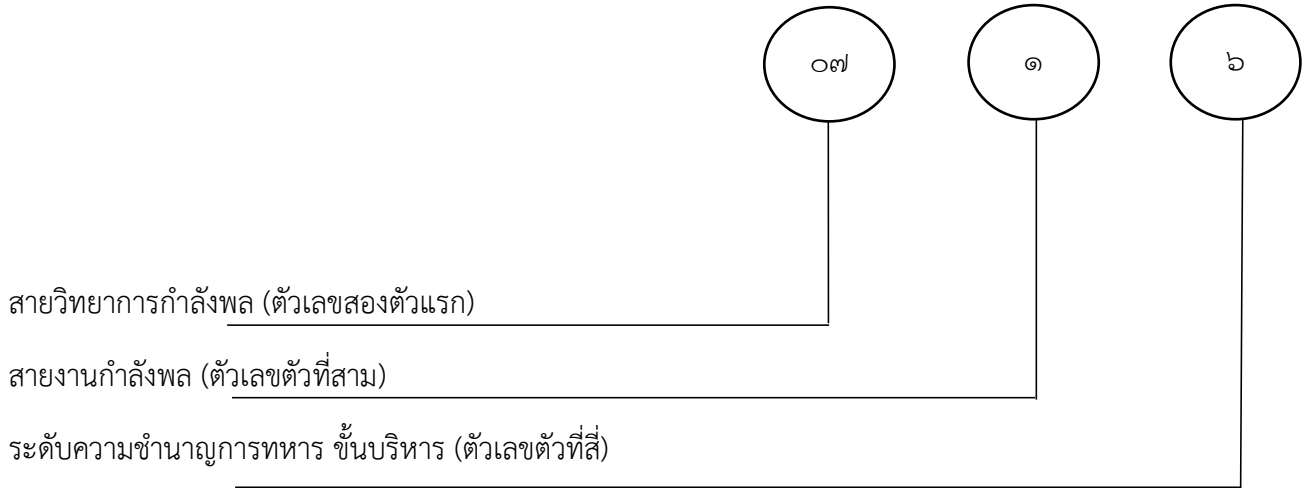 ๐๗ ๑ ๖
สายวิทยาการกำลังพล (ตัวเลขสองตัวแรก)
สายงานกำลังพล (ตัวเลขตัวที่สาม)
ระดับความชำนาญการทหาร ขั้นบริหาร (ตัวเลขตัวที่สี่)